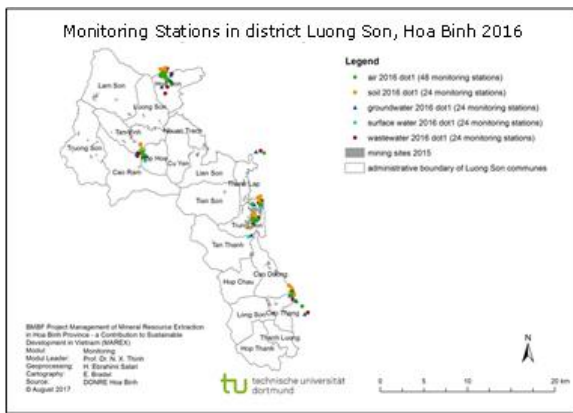 Monitoring Stations in district Luong Son, Hoa Binh 2016
Legend
air 2016 dot1 (48 monitoring stations)
soil 2016 dot1 (24 monitoring stations)
groundwater 2016 dot1 (24 monitoring stations)
surface water 2016 dot1 (24 monitoring stations)
wastewater 2016 dot1 (24 monitoring stations)
mining sites 2015
administrative boundary of Luong Son communes
Lam Son
Luong Son
Tan Vinh
Nhuan Trach
Truong Son
Hop Hoa
Cu Yen
Cao Ram
Lien Son
Thanh Lap
Tien Son
Trung Son
Tan Thanh
Cao Duong
Hop Chau
Long Son
Cao Thang
Thanh Luong
Hop Thanh
BMBF Project Management of Mineral Resource Extraction
in Hoa Binh Province - a Contribution to Sustainable
Development in Vietnam (MAREX)
Modul: Monitoring
Modul Leader: Prof. Dr. N. X. Thinh
Geoprocessing: H. Ebrahimi Salari
Cartography: E. Bradel
Source: DONRE Hoa Binh
© August 2017
tu technische universität
dortmund
N
0 5 10 20 km